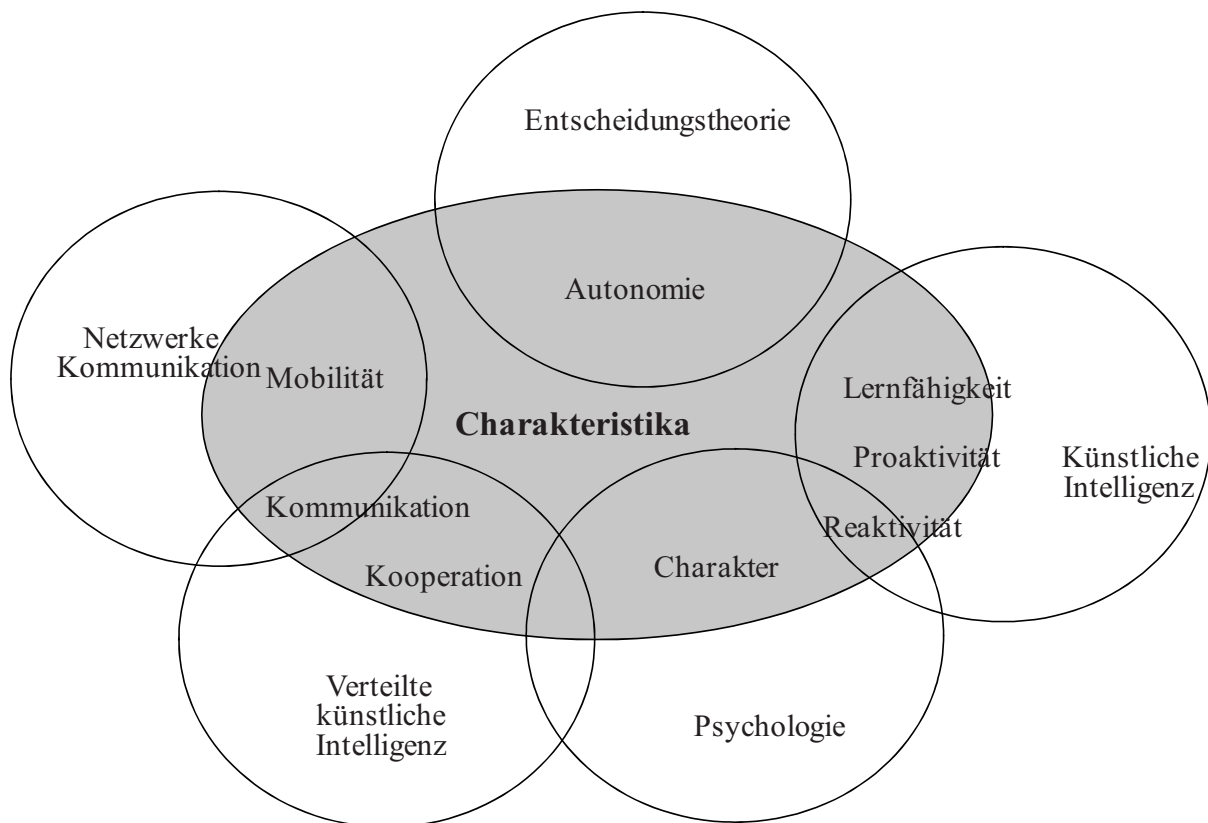 Entscheidungstheorie
Autonomie
Netzwerke
Kommunikation
Mobilität
Lernfähigkeit
Charakteristika
Proaktivität
Künstliche
Intelligenz
Kommunikation
Reaktivität
Kooperation
Charakter
Verteilte
künstliche
Intelligenz
Psychologie